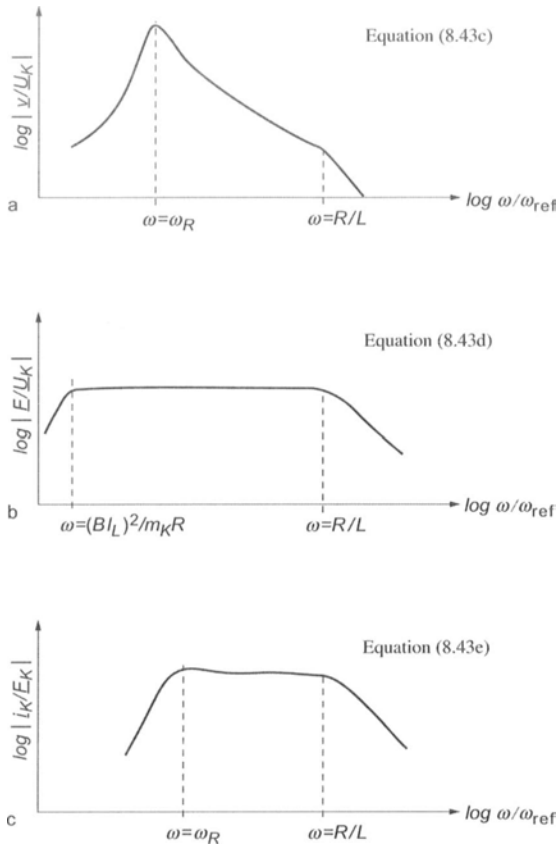 Equation (8.43c)
log | v/U_K |
a
log ω/ω_ref
ω=ω_R
ω=R/L
Equation (8.43d)
log | E/U_K |
b
log ω/ω_ref
ω=(Bl_L)²/m_K R
ω=R/L
Equation (8.43e)
log | i_K/E_K |
c
log ω/ω_ref
ω=ω_R
ω=R/L